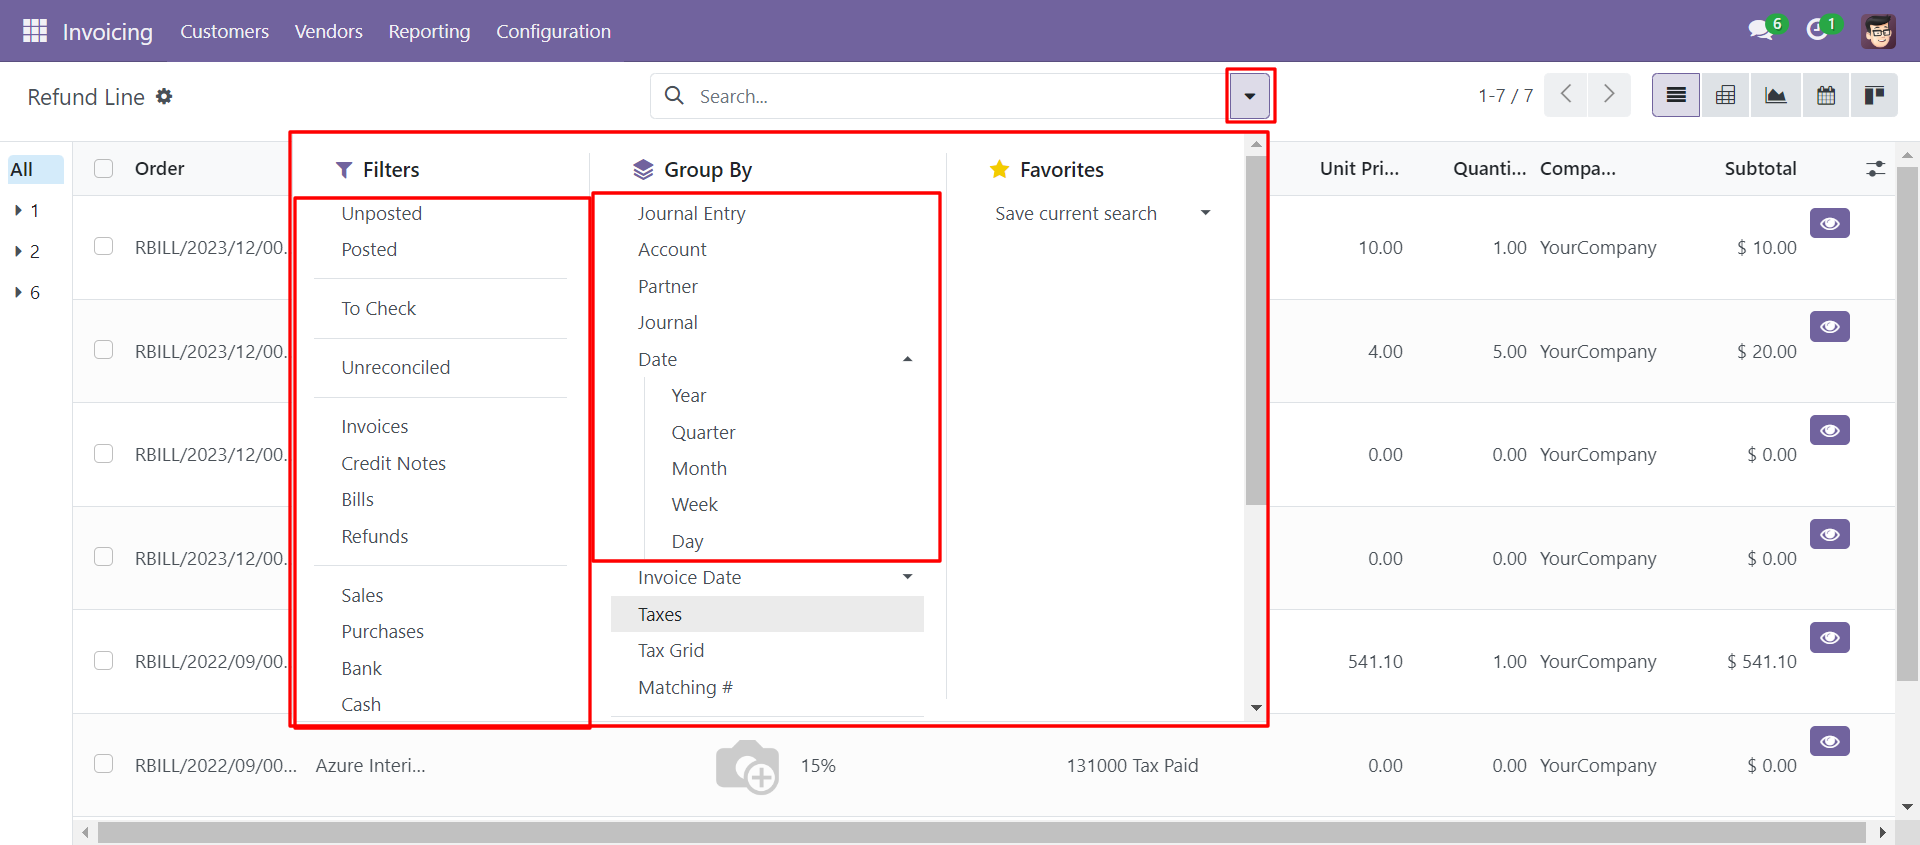 Invoicing Customers Vendors Reporting Configuration 6 1
Refund Line Search... 1-7 / 7
All
1
2
6
Order Unit Pri... Quanti... Compa... Subtotal
Filters
Unposted
Posted
To Check
Unreconciled
Invoices
Credit Notes
Bills
Refunds
Sales
Purchases
Bank
Cash
Group By
Journal Entry
Account
Partner
Journal
Date
Year
Quarter
Month
Week
Day
Invoice Date
Taxes
Tax Grid
Matching #
Favorites
Save current search
RBILL/2023/12/00. 10.00 1.00 YourCompany $ 10.00
RBILL/2023/12/00. 4.00 5.00 YourCompany $ 20.00
RBILL/2023/12/00. 0.00 0.00 YourCompany $ 0.00
RBILL/2023/12/00. 0.00 0.00 YourCompany $ 0.00
RBILL/2022/09/00. 541.10 1.00 YourCompany $ 541.10
RBILL/2022/09/00... Azure Interi... 15% 131000 Tax Paid 0.00 0.00 YourCompany $ 0.00